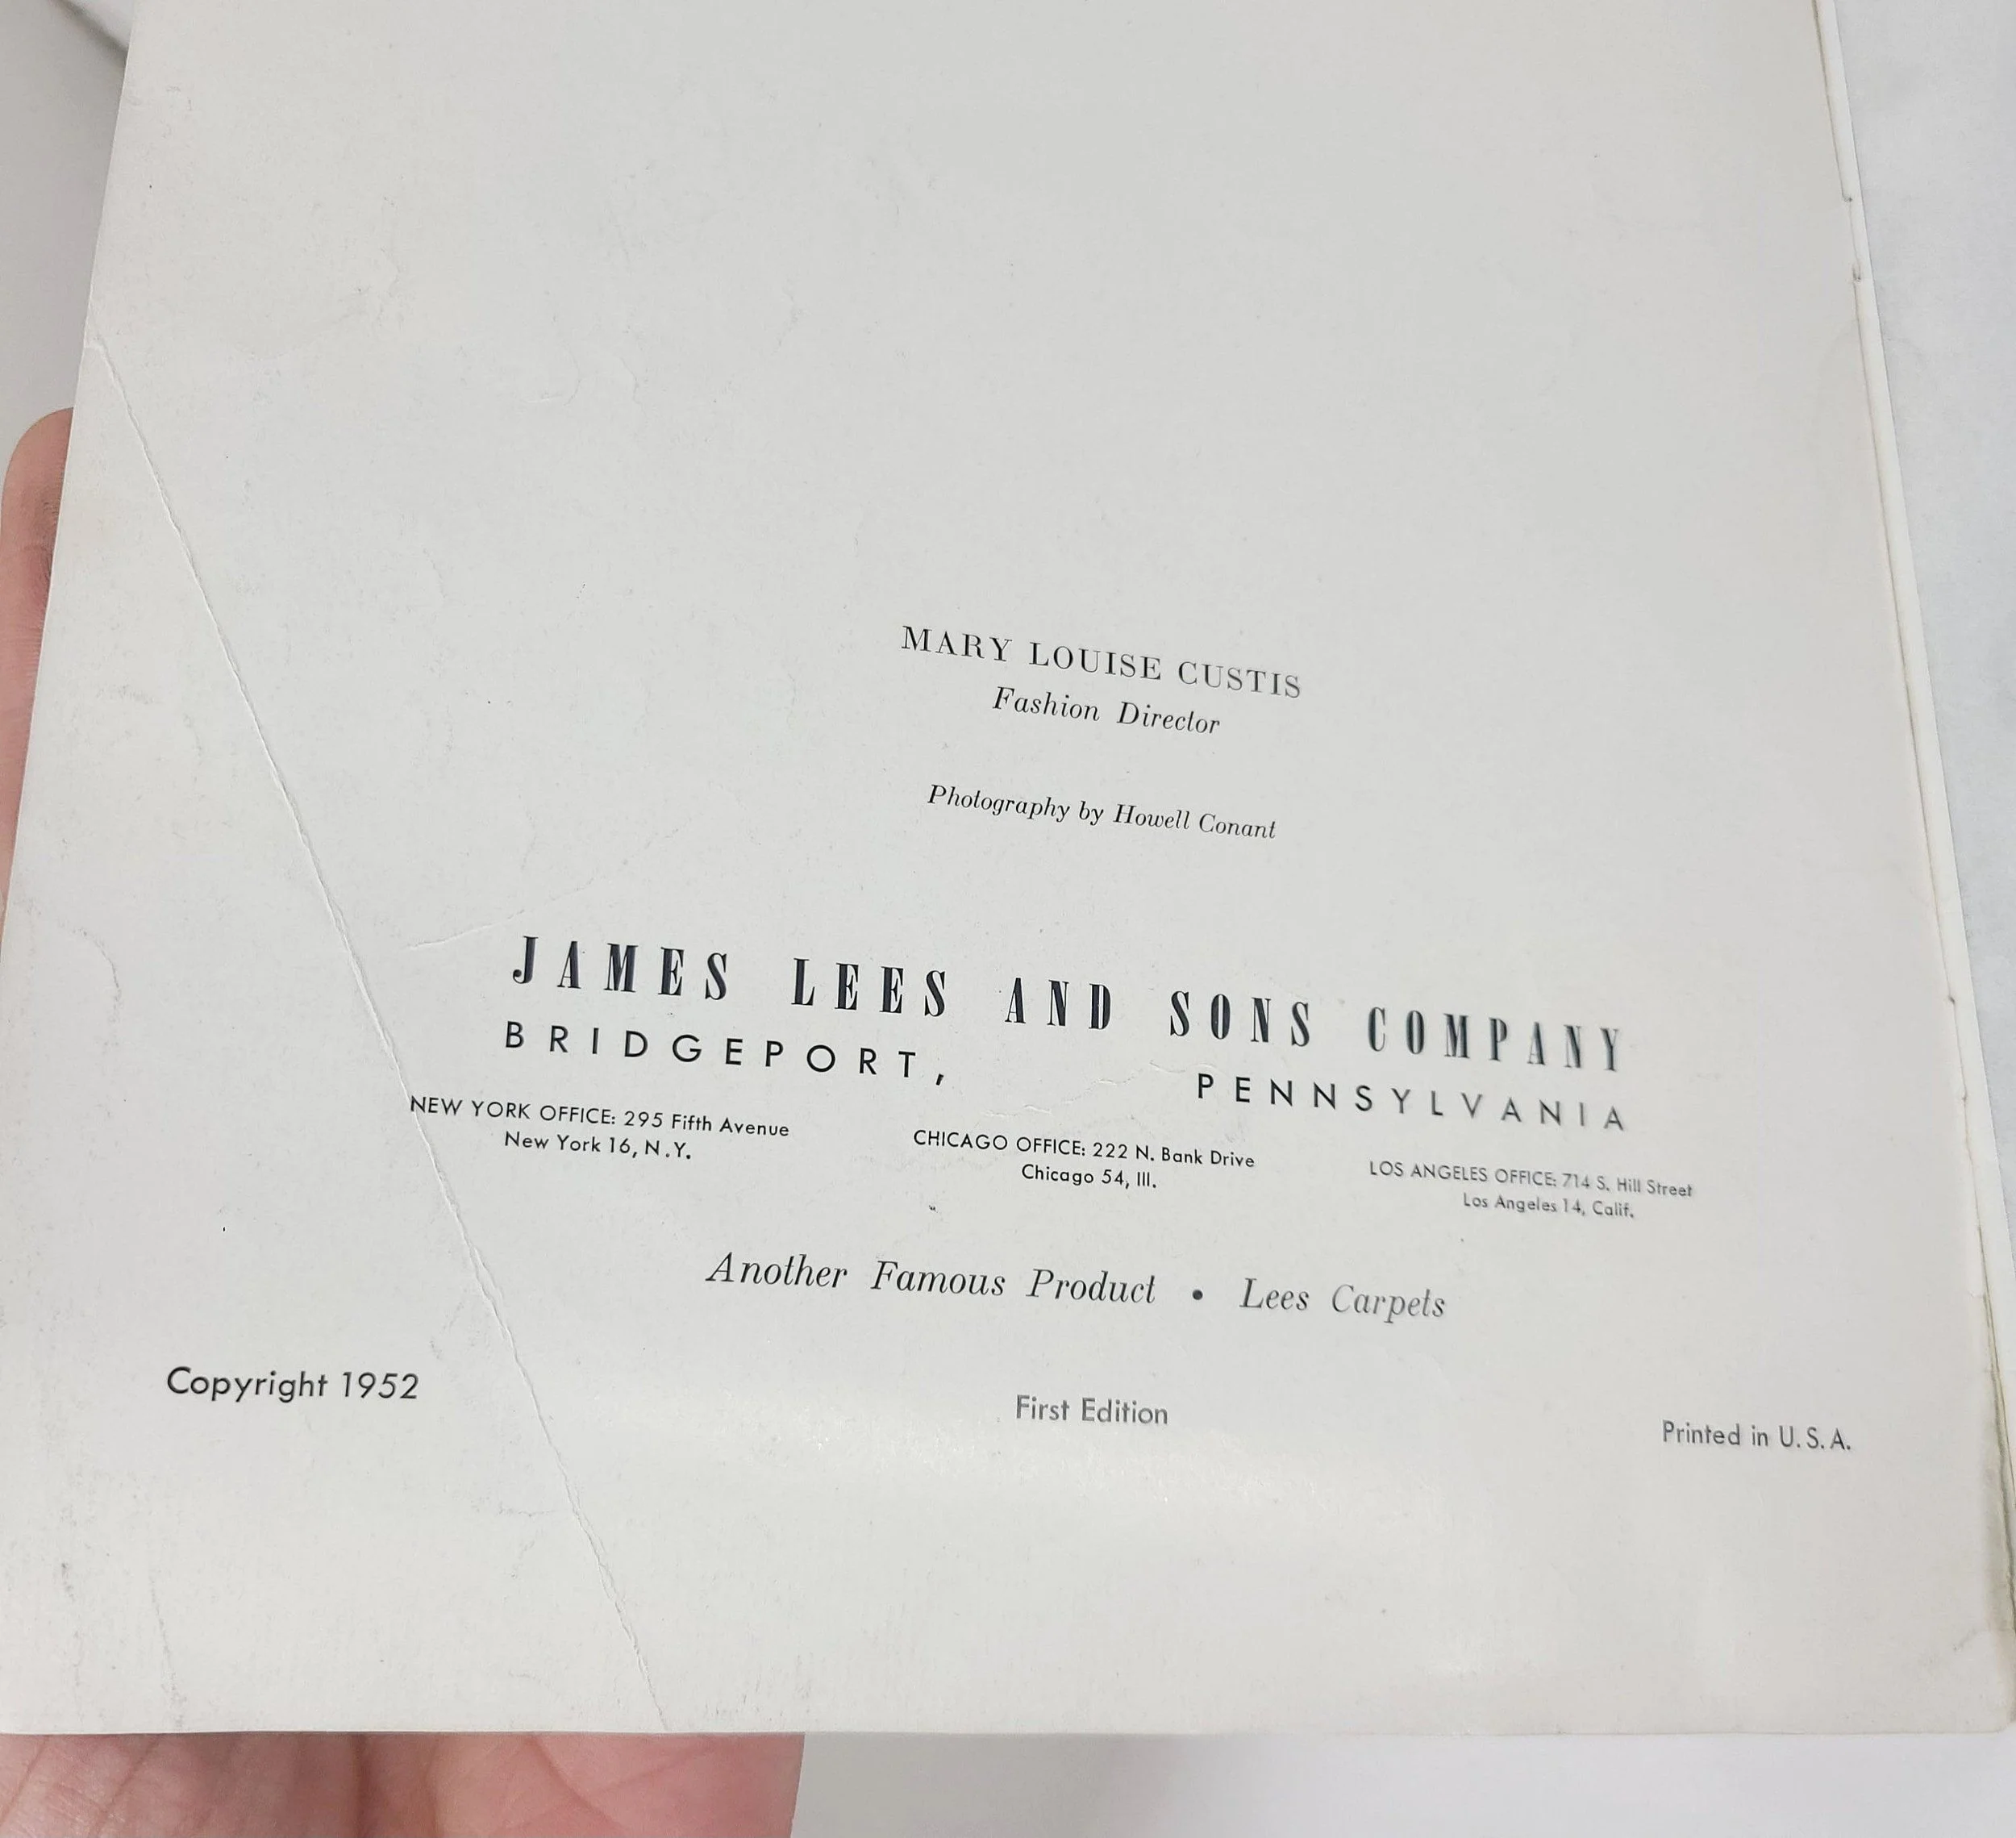 MARY LOUISE CUSTIS
Fashion Director
Photography by Howell Conant
JAMES LEES AND SONS COMPANY
BRIDGEPORT, PENNSYLVANIA
NEW YORK OFFICE: 295 Fifth Avenue
New York 16, N.Y.
CHICAGO OFFICE: 222 N. Bank Drive
Chicago 54, Ill.
LOS ANGELES OFFICE: 714 S. Hill Street
Los Angeles 14, Calif.
Another Famous Product • Lees Carpets
Copyright 1952
First Edition
Printed in U.S.A.